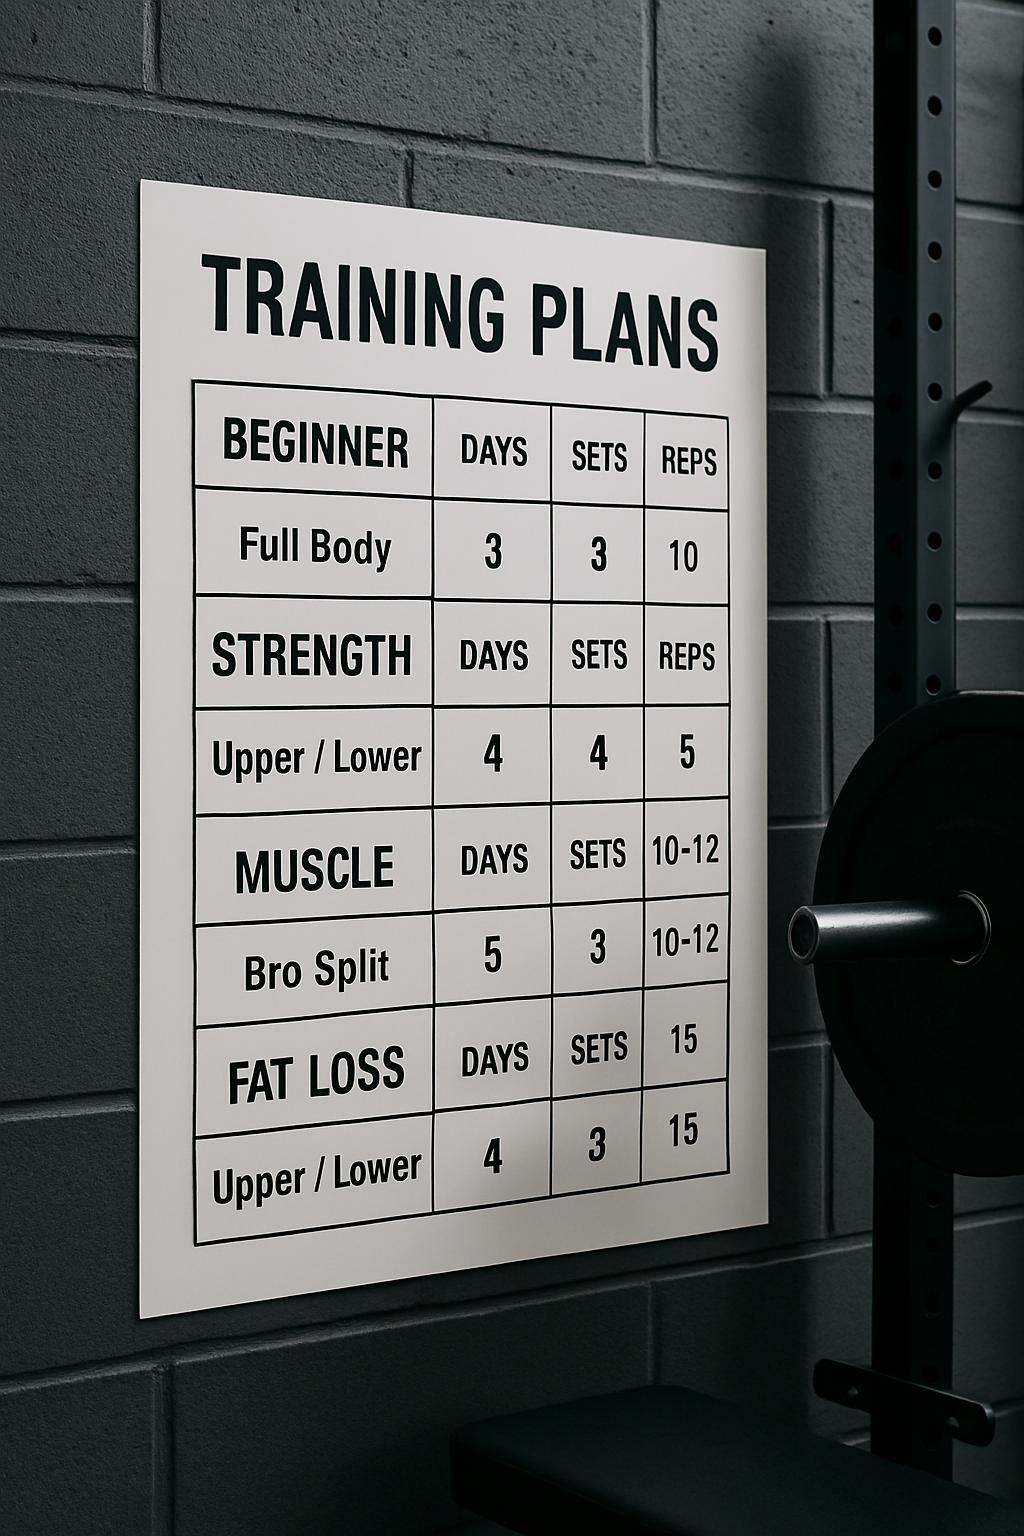 TRAINING PLANS
BEGINNER DAYS SETS REPS
Full Body 3 3 10
STRENGTH DAYS SETS REPS
Upper / Lower 4 4 5
MUSCLE DAYS SETS 10-12
Bro Split 5 3 10-12
FAT LOSS DAYS SETS 15
Upper / Lower 4 3 15